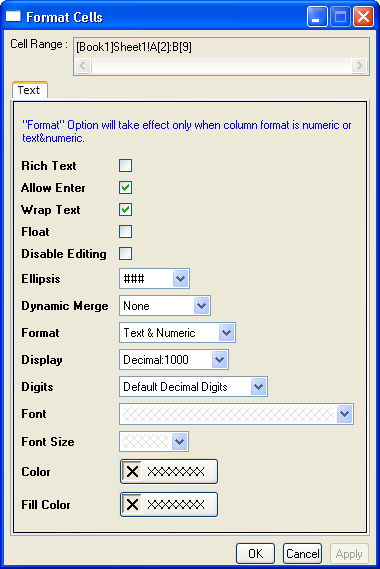 Format Cells
Cell Range : [Book1]Sheet1!A[2]:B[9]
Text
"Format" Option will take effect only when column format is numeric or
text&numeric.
Rich Text
Allow Enter
Wrap Text
Float
Disable Editing
Ellipsis ###
Dynamic Merge None
Format Text & Numeric
Display Decimal:1000
Digits Default Decimal Digits
Font
Font Size
Color XXXXXXX
Fill Color XXXXXXX
OK Cancel Apply